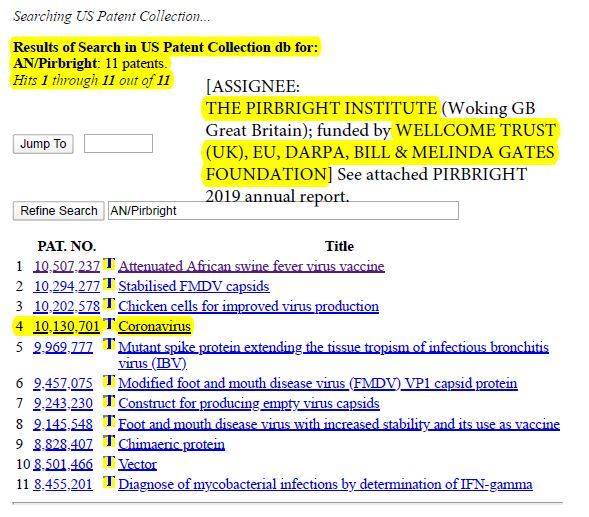 Searching US Patent Collection...
Results of Search in US Patent Collection db for:
AN/Pirbright: 11 patents.
Hits 1 through 11 out of 11
[ASSIGNEE:
THE PIRBRIGHT INSTITUTE (Woking GB
Great Britain); funded by WELLCOME TRUST
(UK), EU, DARPA, BILL & MELINDA GATES
FOUNDATION] See attached PIRBRIGHT
2019 annual report.
Jump To
Refine Search AN/Pirbright
PAT. NO. Title
1 10,507,237 T Attenuated African swine fever virus vaccine
2 10,294,277 T Stabilised FMDV capsids
3 10,202,578 T Chicken cells for improved virus production
4 10,130,701 T Coronavirus
5 9,969,777 T Mutant spike protein extending the tissue tropism of infectious bronchitis
virus (IBV)
6 9,457,075 T Modified foot and mouth disease virus (FMDV) VP1 capsid protein
7 9,243,230 T Construct for producing empty virus capsids
8 9,145,548 T Foot and mouth disease virus with increased stability and its use as vaccine
9 8,828,407 T Chimaeric protein
10 8,501,466 T Vector
11 8,455,201 T Diagnose of mycobacterial infections by determination of IFN-gamma